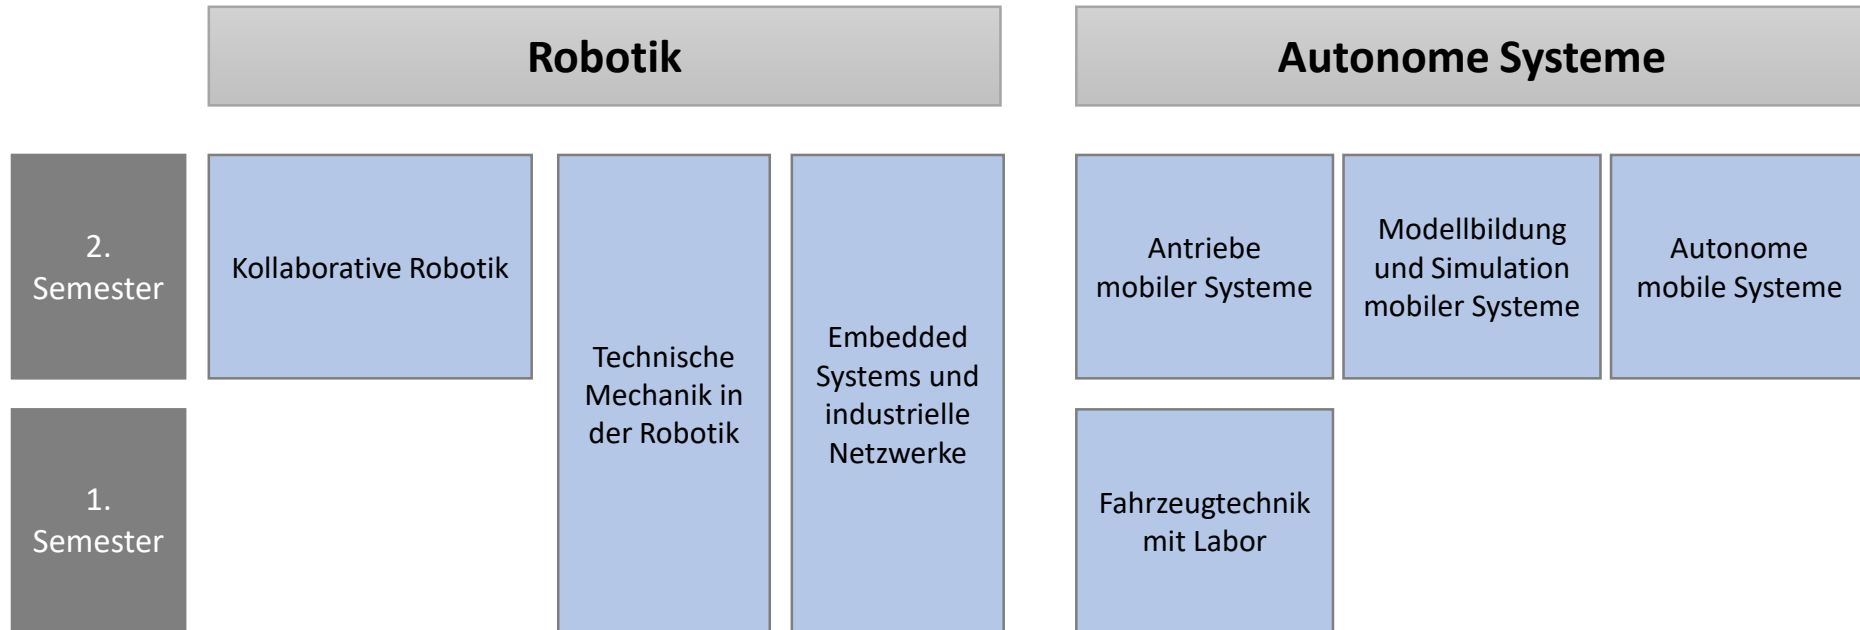 Robotik
Autonome Systeme
2.
Semester
Kollaborative Robotik
Technische
Mechanik in
der Robotik
Embedded
Systems und
industrielle
Netzwerke
Antriebe
mobiler Systeme
Modellbildung
und Simulation
mobiler Systeme
Autonome
mobile Systeme
1.
Semester
Fahrzeugtechnik
mit Labor